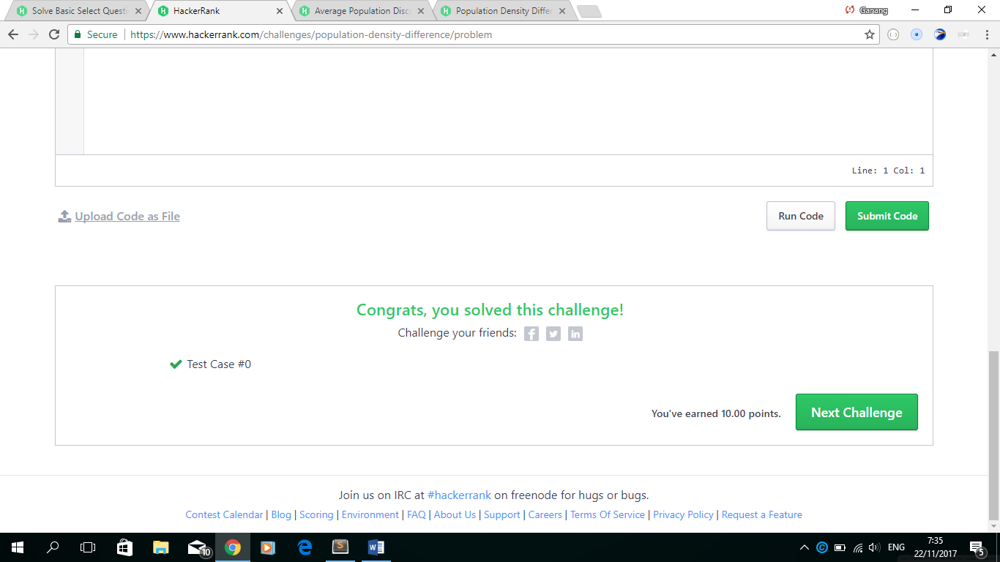 Solve Basic Select Questi
HackerRank
Average Population Disc
Population Density Differ
Ganang
Secure
https://www.hackerrank.com/challenges/population-density-difference/problem
Line: 1 Col: 1
Upload Code as File
Run Code
Submit Code
Congrats, you solved this challenge!
Challenge your friends:
Test Case #0
You've earned 10.00 points.
Next Challenge
Join us on IRC at #hackerrank on freenode for hugs or bugs.
Contest Calendar | Blog | Scoring | Environment | FAQ | About Us | Support | Careers | Terms Of Service | Privacy Policy | Request a Feature
10
ENG
7:35
22/11/2017
5